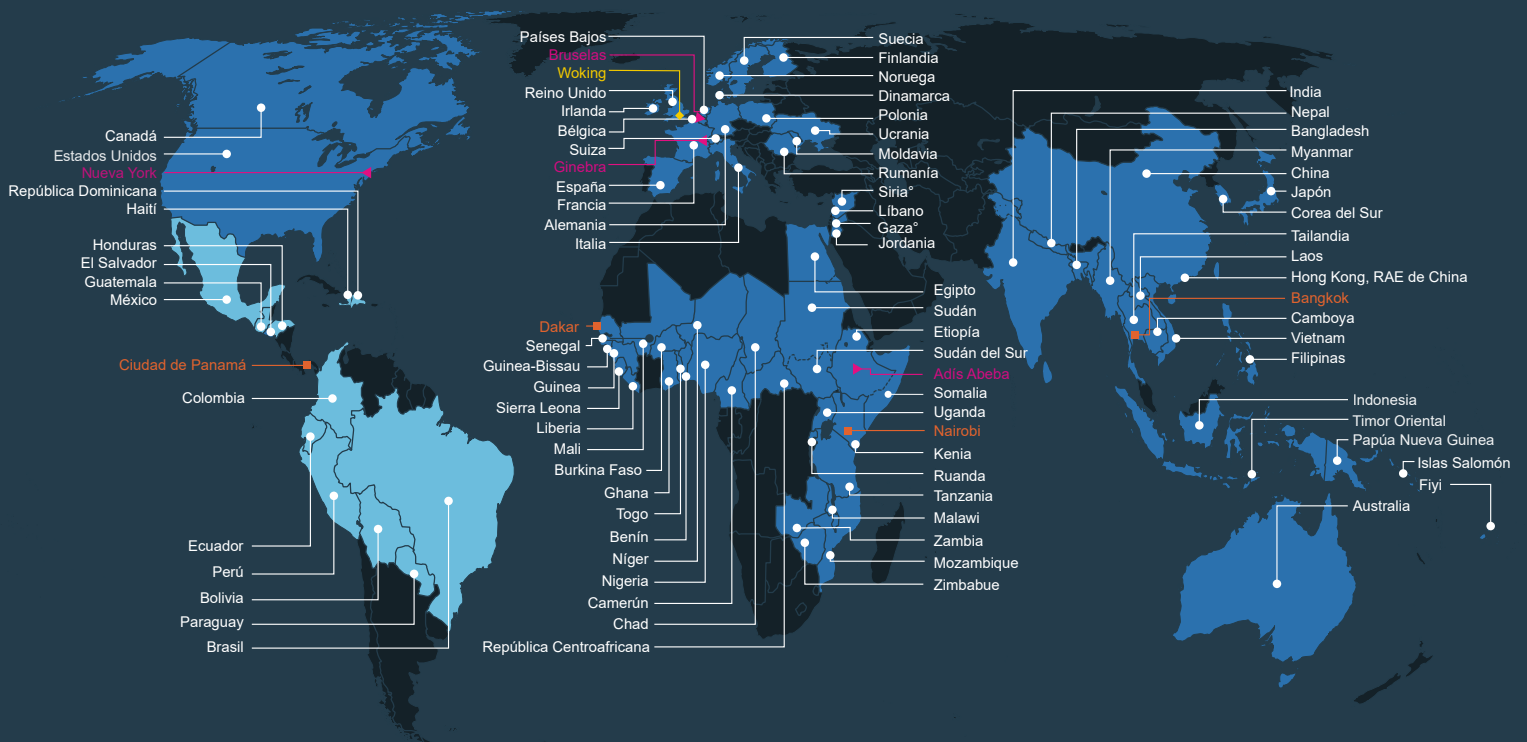 Canadá
Estados Unidos
Nueva York
República Dominicana
Haití
Honduras
El Salvador
Guatemala
México
Ciudad de Panamá
Colombia
Ecuador
Perú
Bolivia
Paraguay
Brasil
Países Bajos
Bruselas
Woking
Reino Unido
Irlanda
Bélgica
Suiza
Ginebra
España
Francia
Alemania
Italia
Dakar
Senegal
Guinea-Bissau
Guinea
Sierra Leona
Liberia
Mali
Burkina Faso
Ghana
Togo
Benín
Níger
Nigeria
Camerún
Chad
República Centroafricana
Suecia
Finlandia
Noruega
Dinamarca
Polonia
Ucrania
Moldavia
Rumanía
Siria°
Líbano
Gaza°
Jordania
Egipto
Sudán
Etiopía
Sudán del Sur
Adís Abeba
Somalia
Uganda
Nairobi
Kenia
Ruanda
Tanzania
Malawi
Zambia
Mozambique
Zimbabue
India
Nepal
Bangladesh
Myanmar
China
Japón
Corea del Sur
Tailandia
Laos
Hong Kong, RAE de China
Bangkok
Camboya
Vietnam
Filipinas
Indonesia
Timor Oriental
Papúa Nueva Guinea
Islas Salomón
Fiyi
Australia